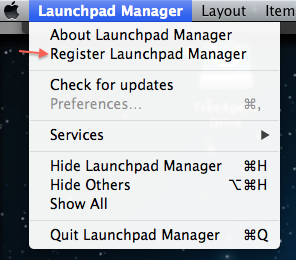 Launchpad Manager Layout Item
About Launchpad Manager
Register Launchpad Manager
Check for updates
Preferences... ⌘,
Services ▶
Hide Launchpad Manager ⌘H
Hide Others ⌥⌘H
Show All
Quit Launchpad Manager ⌘Q